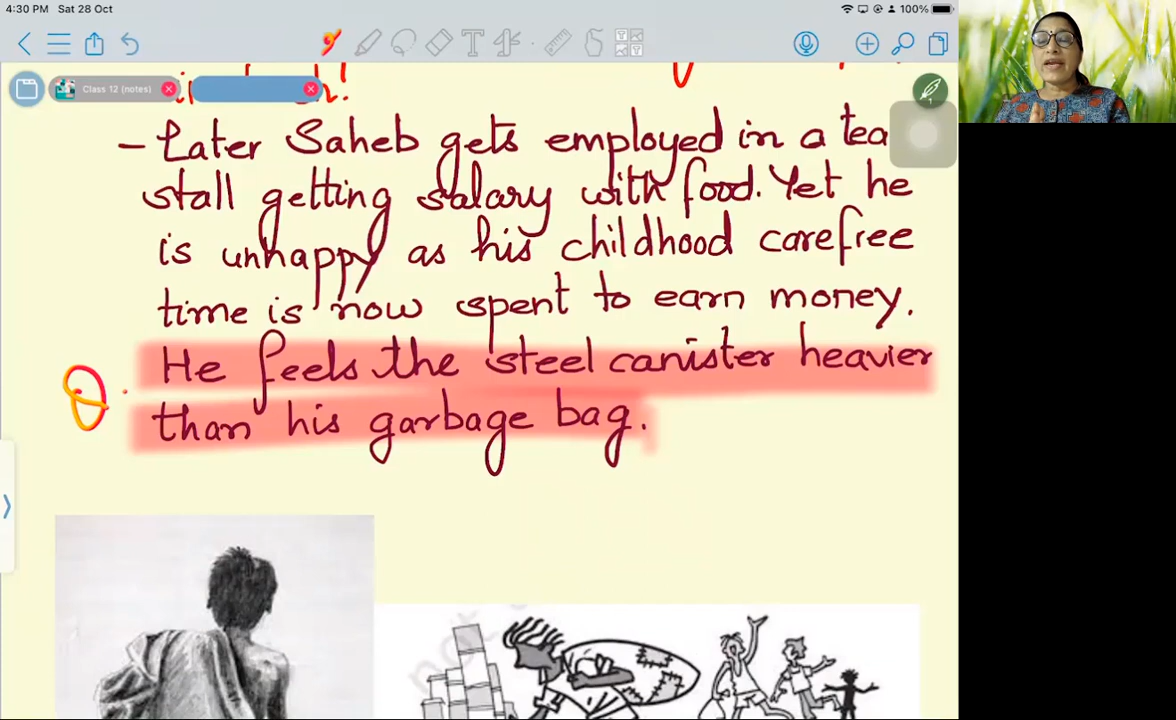 4:30 PM Sat 28 Oct
100%
Class 12 (notes)
- Later Saheb gets employed in a tea
stall getting salary with food. Yet he
is unhappy as his childhood carefree
time is now spent to earn money.
He feels the steel canister heavier
Q.
than his garbage bag.
not